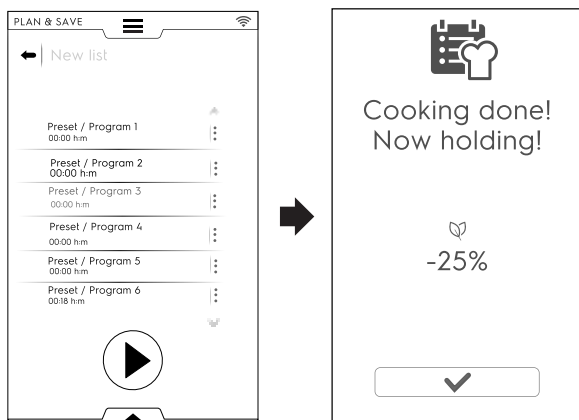 PLAN & SAVE
New list
Preset / Program 1
00:00 h:m
Preset / Program 2
00:00 h:m
Preset / Program 3
00:00 h:m
Preset / Program 4
00:00 h:m
Preset / Program 5
00:00 h:m
Preset / Program 6
00:18 h:m
Cooking done!
Now holding!
-25%